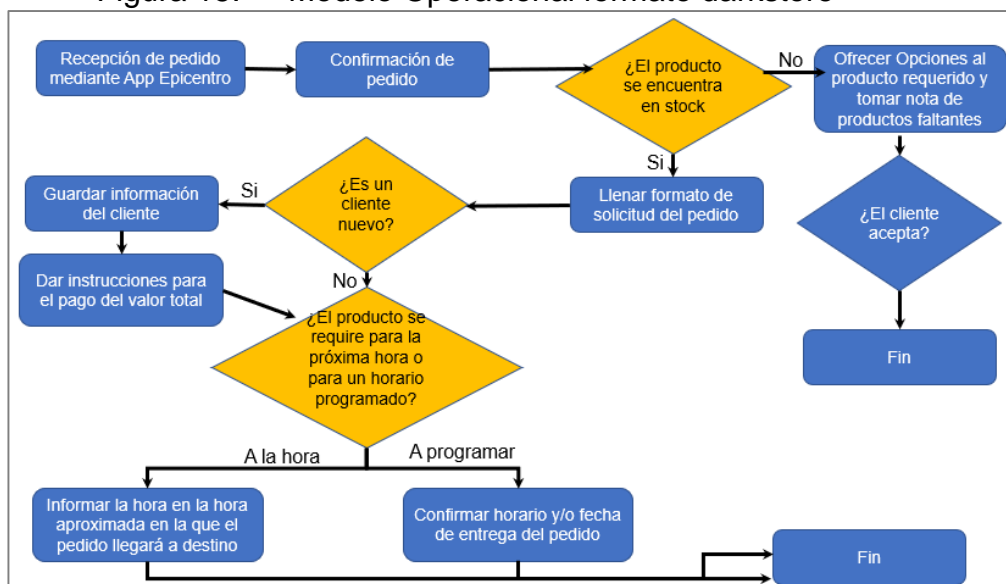 Modelo Operacional formato darkstore
Recepción de pedido
mediante App Epicentro
Confirmación de
pedido
¿El producto
se encuentra
en stock
No
Ofrecer Opciones al
producto requerido y
tomar nota de
productos faltantes
Si
Llenar formato de
solicitud del pedido
¿El cliente
acepta?
Fin
¿Es un
cliente
nuevo?
Si
Guardar información
del cliente
Dar instrucciones para
el pago del valor total
No
¿El producto se
require para la
próxima hora o
para un horario
programado?
A la hora
A programar
Informar la hora en la hora
aproximada en la que el
pedido llegará a destino
Confirmar horario y/o fecha
de entrega del pedido
Fin